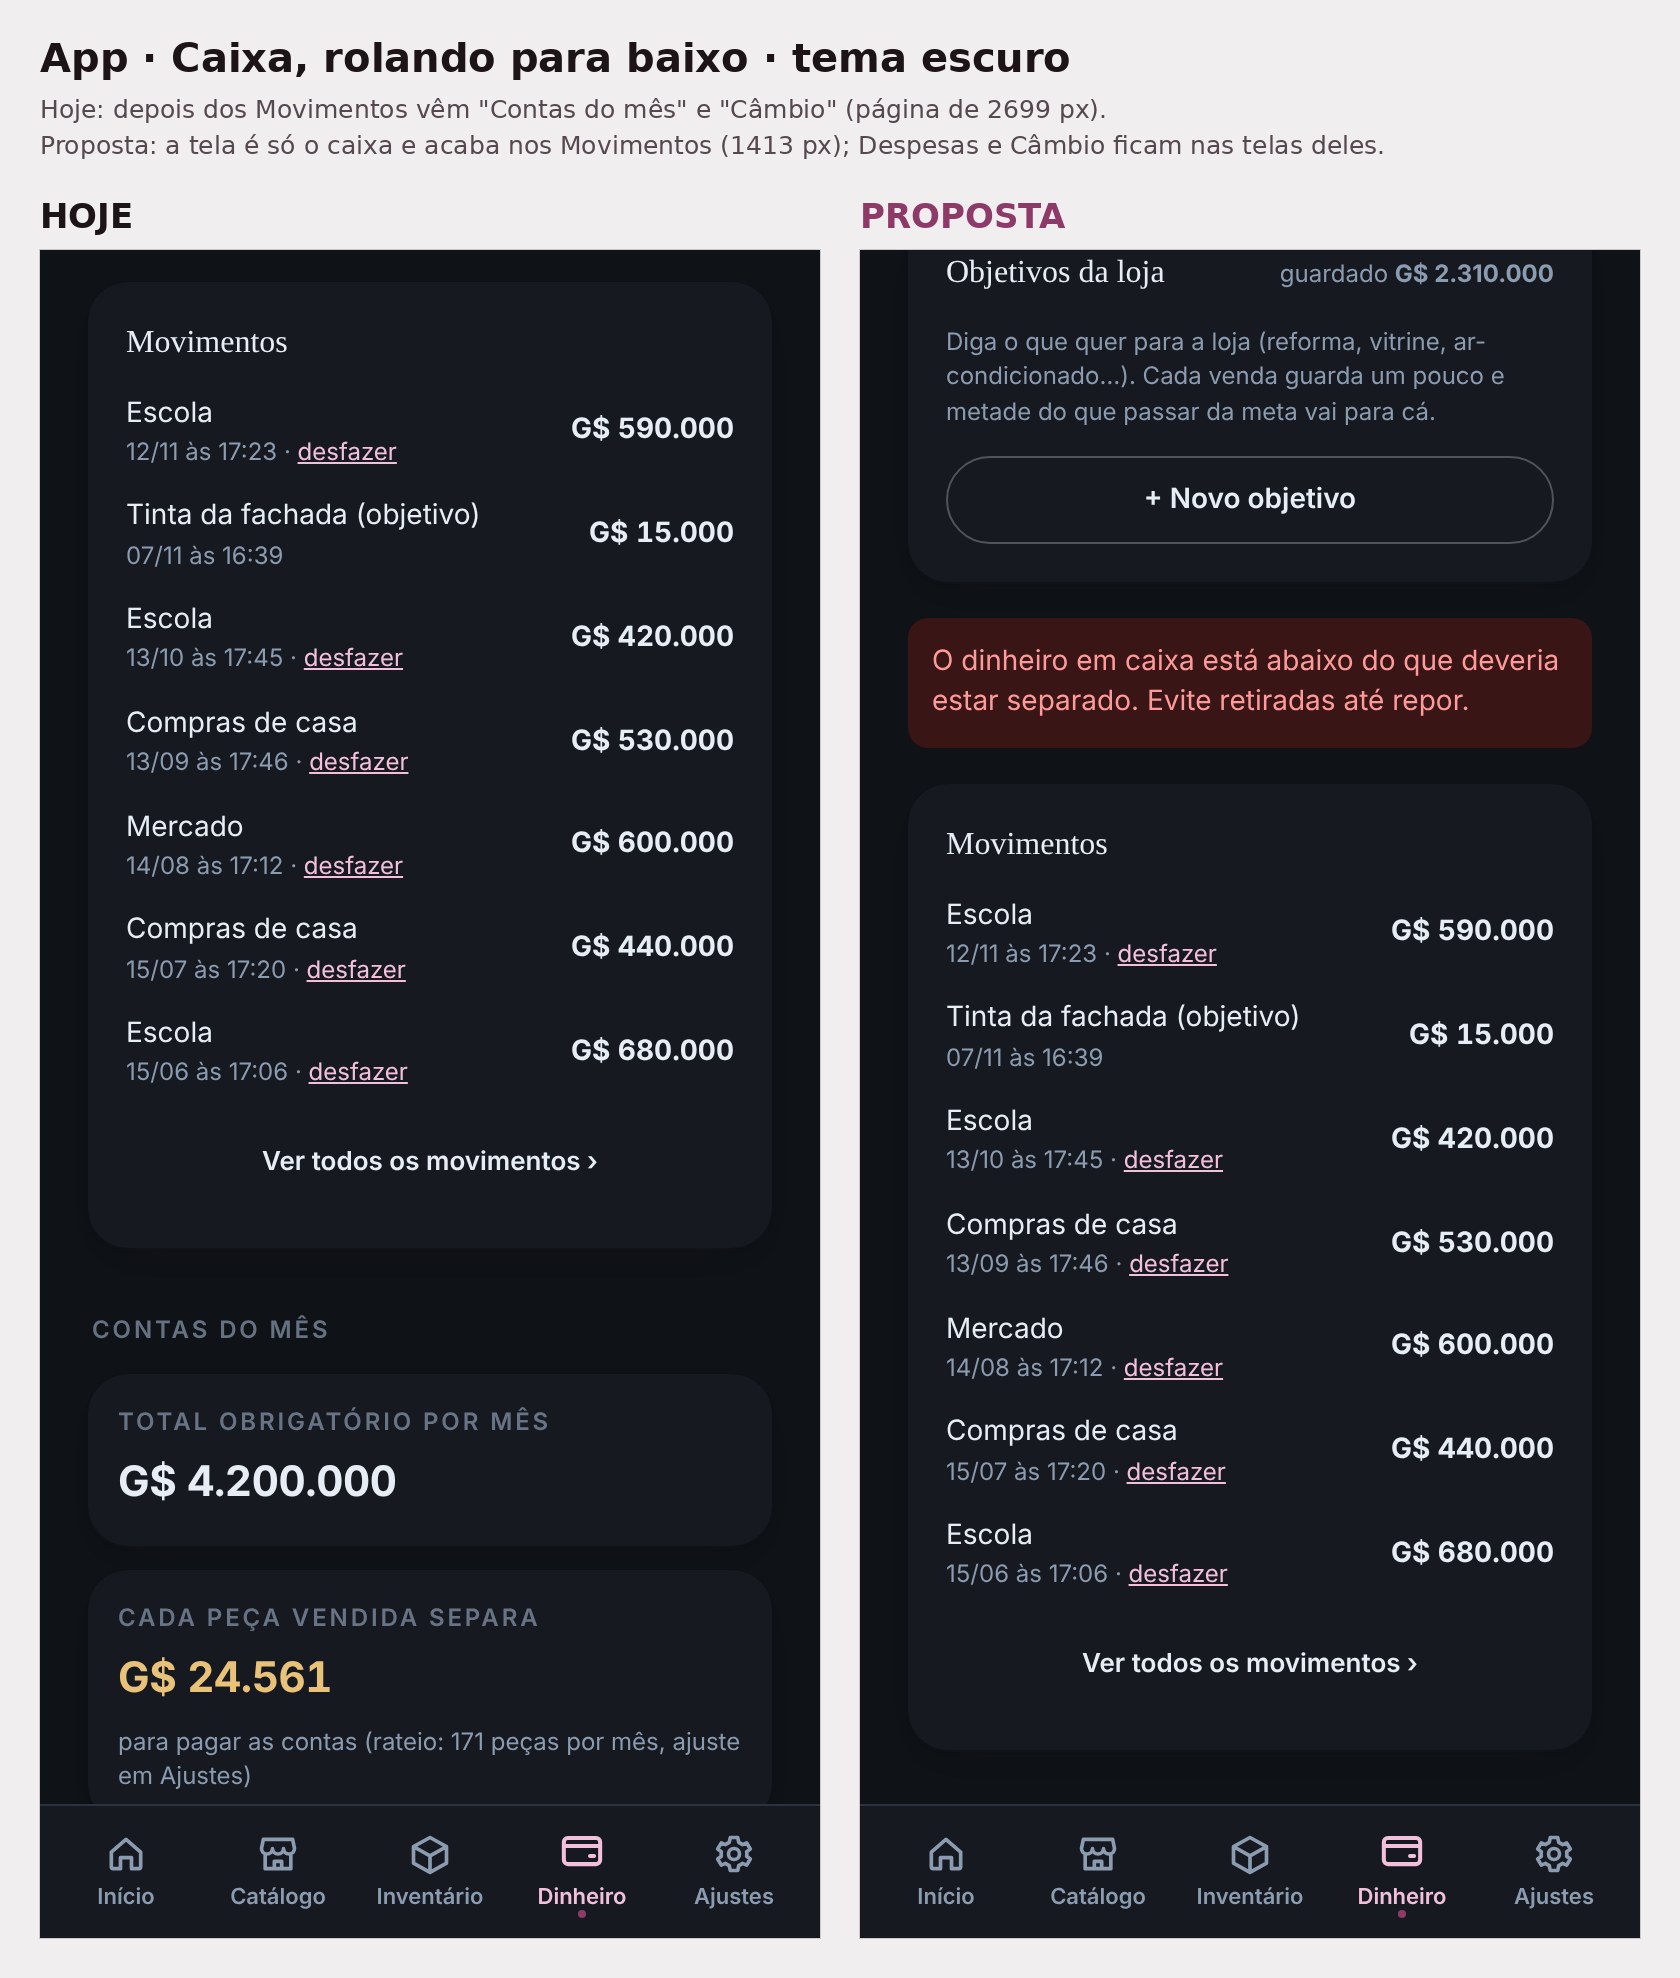 App · Caixa, rolando para baixo · tema escuro
Hoje: depois dos Movimentos vêm "Contas do mês" e "Câmbio" (página de 2699 px).
Proposta: a tela é só o caixa e acaba nos Movimentos (1413 px); Despesas e Câmbio ficam nas telas deles.
HOJE
Movimentos
Escola
G$ 590.000
12/11 às 17:23 · desfazer
Tinta da fachada (objetivo)
G$ 15.000
07/11 às 16:39
Escola
G$ 420.000
13/10 às 17:45 · desfazer
Compras de casa
G$ 530.000
13/09 às 17:46 · desfazer
Mercado
G$ 600.000
14/08 às 17:12 · desfazer
Compras de casa
G$ 440.000
15/07 às 17:20 · desfazer
Escola
G$ 680.000
15/06 às 17:06 · desfazer
Ver todos os movimentos ›
CONTAS DO MÊS
TOTAL OBRIGATÓRIO POR MÊS
G$ 4.200.000
CADA PEÇA VENDIDA SEPARA
G$ 24.561
para pagar as contas (rateio: 171 peças por mês, ajuste
em Ajustes)
Início
Catálogo
Inventário
Dinheiro
Ajustes
PROPOSTA
Objetivos da loja
guardado G$ 2.310.000
Diga o que quer para a loja (reforma, vitrine, ar-
condicionado...). Cada venda guarda um pouco e
metade do que passar da meta vai para cá.
+ Novo objetivo
O dinheiro em caixa está abaixo do que deveria
estar separado. Evite retiradas até repor.
Movimentos
Escola
G$ 590.000
12/11 às 17:23 · desfazer
Tinta da fachada (objetivo)
G$ 15.000
07/11 às 16:39
Escola
G$ 420.000
13/10 às 17:45 · desfazer
Compras de casa
G$ 530.000
13/09 às 17:46 · desfazer
Mercado
G$ 600.000
14/08 às 17:12 · desfazer
Compras de casa
G$ 440.000
15/07 às 17:20 · desfazer
Escola
G$ 680.000
15/06 às 17:06 · desfazer
Ver todos os movimentos ›
Início
Catálogo
Inventário
Dinheiro
Ajustes